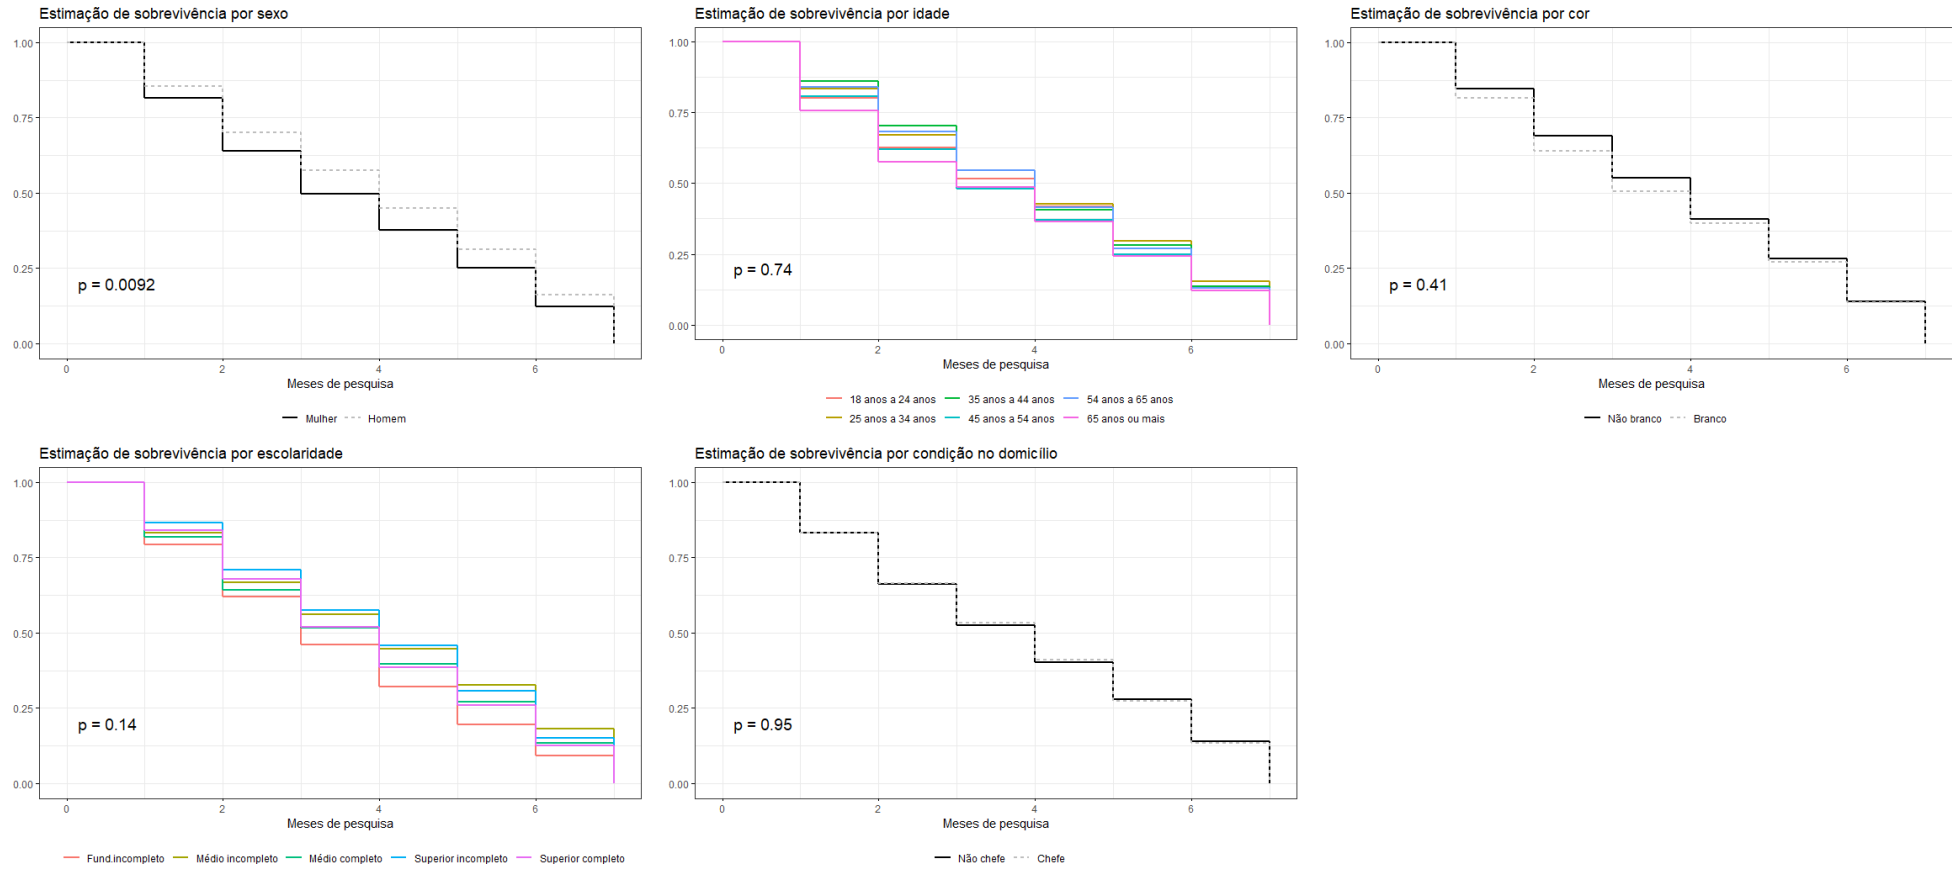 Estimação de sobrevivência por sexo
1.00
0.75
0.50
0.25
0.00
p = 0.0092
0 2 4 6
Meses de pesquisa
Mulher Homem
Estimação de sobrevivência por idade
1.00
0.75
0.50
0.25
0.00
p = 0.74
0 2 4 6
Meses de pesquisa
18 anos a 24 anos 35 anos a 44 anos 54 anos a 65 anos
25 anos a 34 anos 45 anos a 54 anos 65 anos ou mais
Estimação de sobrevivência por cor
1.00
0.75
0.50
0.25
0.00
p = 0.41
0 2 4 6
Meses de pesquisa
Não branco Branco
Estimação de sobrevivência por escolaridade
1.00
0.75
0.50
0.25
0.00
p = 0.14
0 2 4 6
Meses de pesquisa
Fund.incompleto Médio incompleto Médio completo Superior incompleto Superior completo
Estimação de sobrevivência por condição no domicílio
1.00
0.75
0.50
0.25
0.00
p = 0.95
0 2 4 6
Meses de pesquisa
Não chefe Chefe